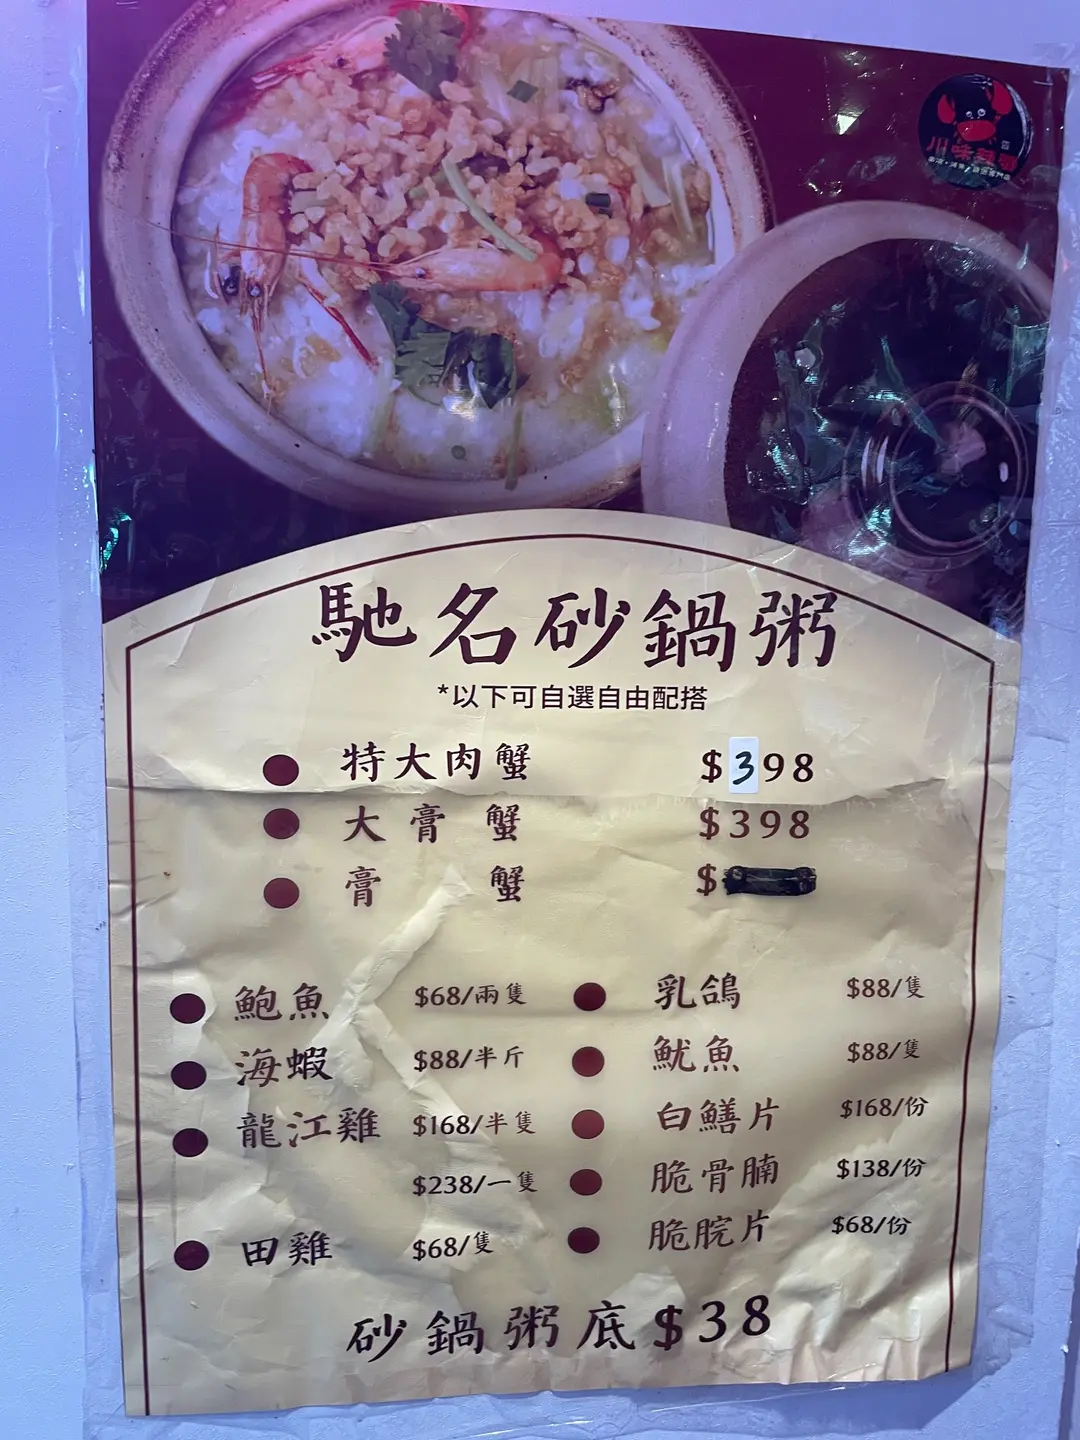 川味
馳名砂鍋粥
*以下可自選自由配搭
特大肉蟹 $398
大膏蟹 $398
膏蟹 $
鮑魚 $68/兩隻
海蝦 $88/半斤
龍江雞 $168/半隻
$238/一隻
田雞 $68/隻
乳鴿 $88/隻
魷魚 $88/隻
白鱔片 $168/份
脆骨腩 $138/份
脆脘片 $68/份
砂鍋粥底$38